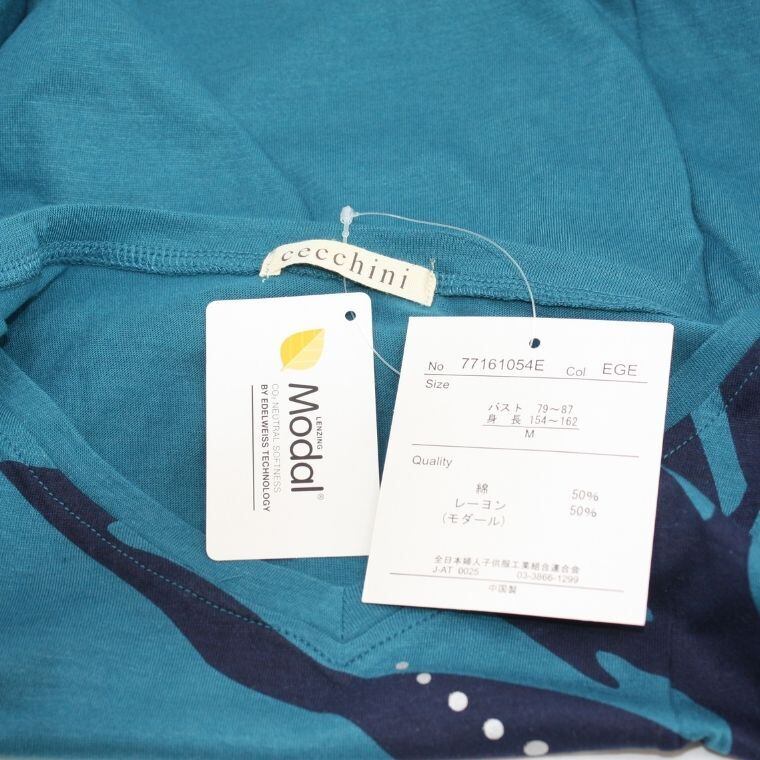 cecchini
LENZING
Modal®
CO₂ NEUTRAL SOFTNESS
BY EDELWEISS TECHNOLOGY
No 77161054E Col EGE
Size
バスト 79～87
身 長 154～162
M
Quality
綿 50%
レーヨン 50%
(モダール)
全日本婦人子供服工業組合連合会
J-AT 0025 03-3866-1299
中国製